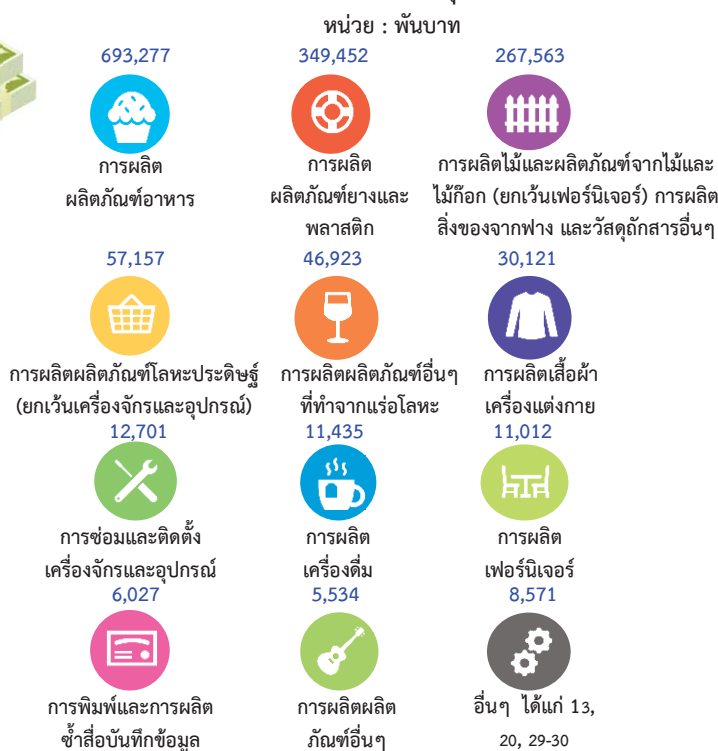 หน่วย : พันบาท
693,277
349,452
267,563
การผลิต
ผลิตภัณฑ์อาหาร
การผลิต
ผลิตภัณฑ์ยางและ
พลาสติก
การผลิตไม้และผลิตภัณฑ์จากไม้และ
ไม้ก๊อก (ยกเว้นเฟอร์นิเจอร์) การผลิต
สิ่งของจากฟาง และวัสดุถักสารอื่นๆ
57,157
46,923
30,121
การผลิตผลิตภัณฑ์โลหะประดิษฐ์
(ยกเว้นเครื่องจักรและอุปกรณ์)
การผลิตผลิตภัณฑ์อื่นๆ
ที่ทำจากแร่อโลหะ
การผลิตเสื้อผ้า
เครื่องแต่งกาย
12,701
11,435
11,012
การซ่อมและติดตั้ง
เครื่องจักรและอุปกรณ์
การผลิต
เครื่องดื่ม
การผลิต
เฟอร์นิเจอร์
6,027
5,534
8,571
การพิมพ์และการผลิต
ซ้ำสื่อบันทึกข้อมูล
การผลิตผลิต
ภัณฑ์อื่นๆ
อื่นๆ ได้แก่ 13,
20, 29-30